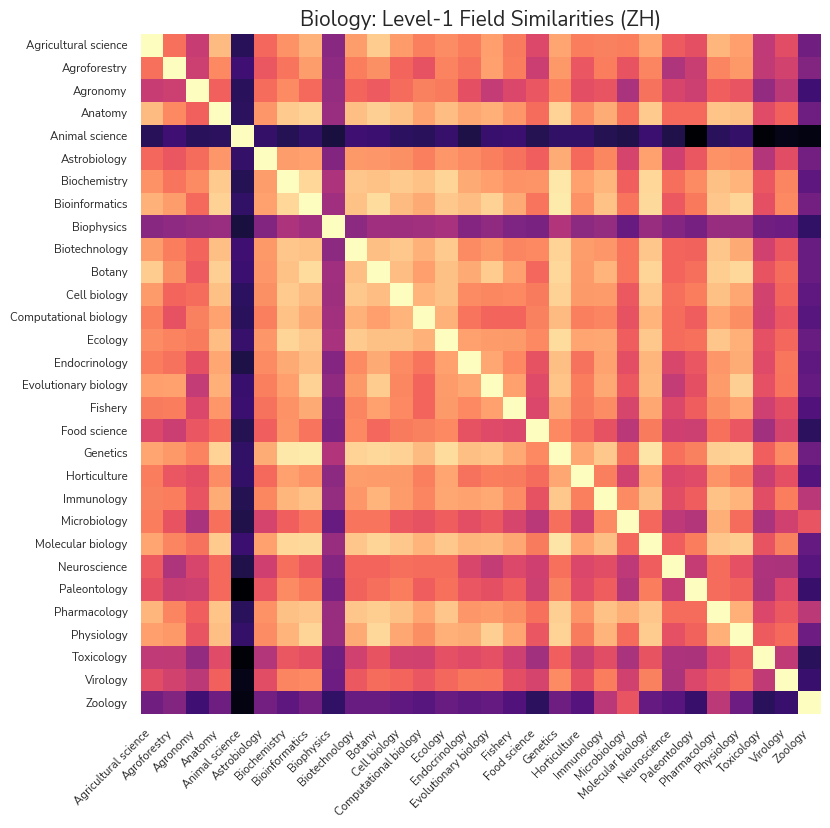 Biology: Level-1 Field Similarities (ZH)
Agricultural science
Agroforestry
Agronomy
Anatomy
Animal science
Astrobiology
Biochemistry
Bioinformatics
Biophysics
Biotechnology
Botany
Cell biology
Computational biology
Ecology
Endocrinology
Evolutionary biology
Fishery
Food science
Genetics
Horticulture
Immunology
Microbiology
Molecular biology
Neuroscience
Paleontology
Pharmacology
Physiology
Toxicology
Virology
Zoology
Agricultural science
Agroforestry
Agronomy
Anatomy
Animal science
Astrobiology
Biochemistry
Bioinformatics
Biophysics
Biotechnology
Botany
Cell biology
Computational biology
Ecology
Endocrinology
Evolutionary biology
Fishery
Food science
Genetics
Horticulture
Immunology
Microbiology
Molecular biology
Neuroscience
Paleontology
Pharmacology
Physiology
Toxicology
Virology
Zoology